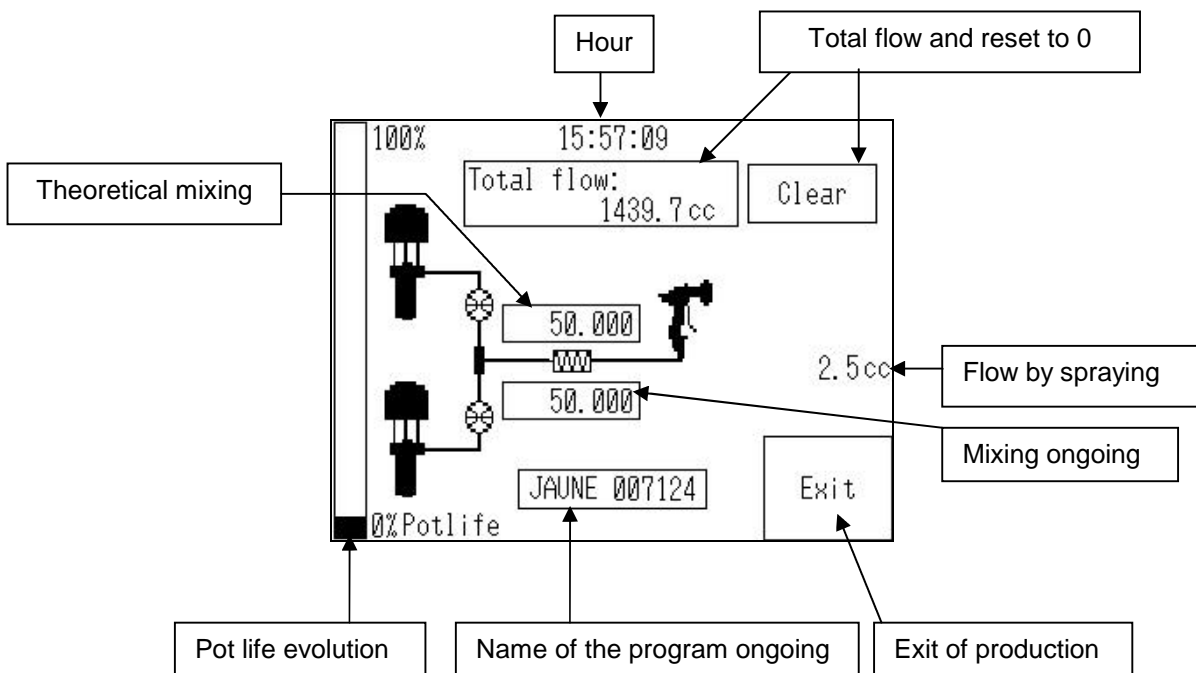 Hour
Total flow and reset to 0
100%
15:57:09
Total flow:
1439.7cc
Clear
Theoretical mixing
50.000
2.5cc
Flow by spraying
50.000
Mixing ongoing
JAUNE 007124
Exit
0%Potlife
Pot life evolution
Name of the program ongoing
Exit of production